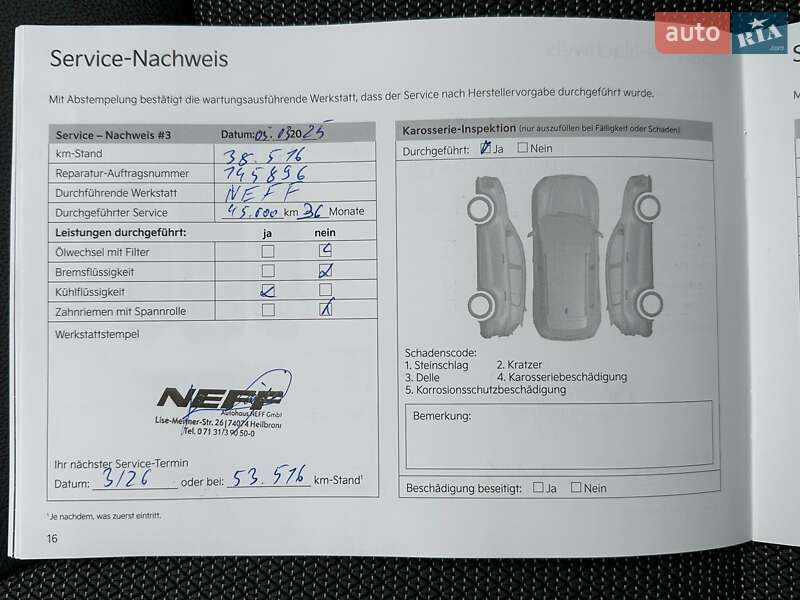 auto RIA.com
Service-Nachweis
Mit Abstempelung bestätigt die wartungsausführende Werkstatt, dass der Service nach Herstellervorgabe durchgeführt wurde.
Service – Nachweis #3 Datum: 05.03 2025
km-Stand 38.516
Reparatur-Auftragsnummer 145896
Durchführende Werkstatt NEFF
Durchgeführter Service 45.000 km 36 Monate
Leistungen durchgeführt: ja nein
Ölwechsel mit Filter
Bremsflüssigkeit
Kühlflüssigkeit
Zahnriemen mit Spannrolle
Werkstattstempel
NEFF
Autohaus NEFF GmbH
Lise-Meitner-Str. 26 | 74074 Heilbronn
Tel. 0 71 31/3 90 50-0
Ihr nächster Service-Termin
Datum: 3/26 oder bei: 53.516 km-Stand¹
¹ Je nachdem, was zuerst eintritt.
16
Karosserie-Inspektion (nur auszufüllen bei Fälligkeit oder Schaden)
Durchgeführt: Ja Nein
Schadenscode:
1. Steinschlag 2. Kratzer
3. Delle 4. Karosseriebeschädigung
5. Korrosionsschutzbeschädigung
Bemerkung:
Beschädigung beseitigt: Ja Nein